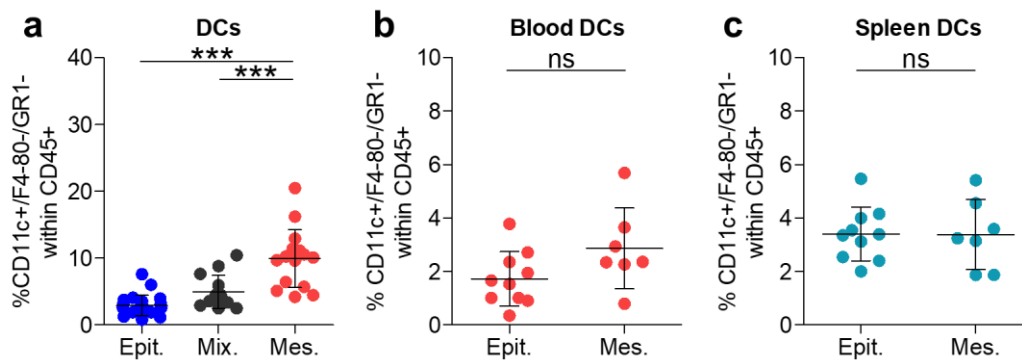 a
DCs
%CD11c+/F4-80-/GR1-
within CD45+
40
30
20
10
0
***
***
Epit. Mix. Mes.
b
Blood DCs
% CD11c+/F4-80-/GR1-
within CD45+
10
8
6
4
2
0
ns
Epit. Mes.
c
Spleen DCs
% CD11c+/F4-80-/GR1-
within CD45+
10
8
6
4
2
0
ns
Epit. Mes.